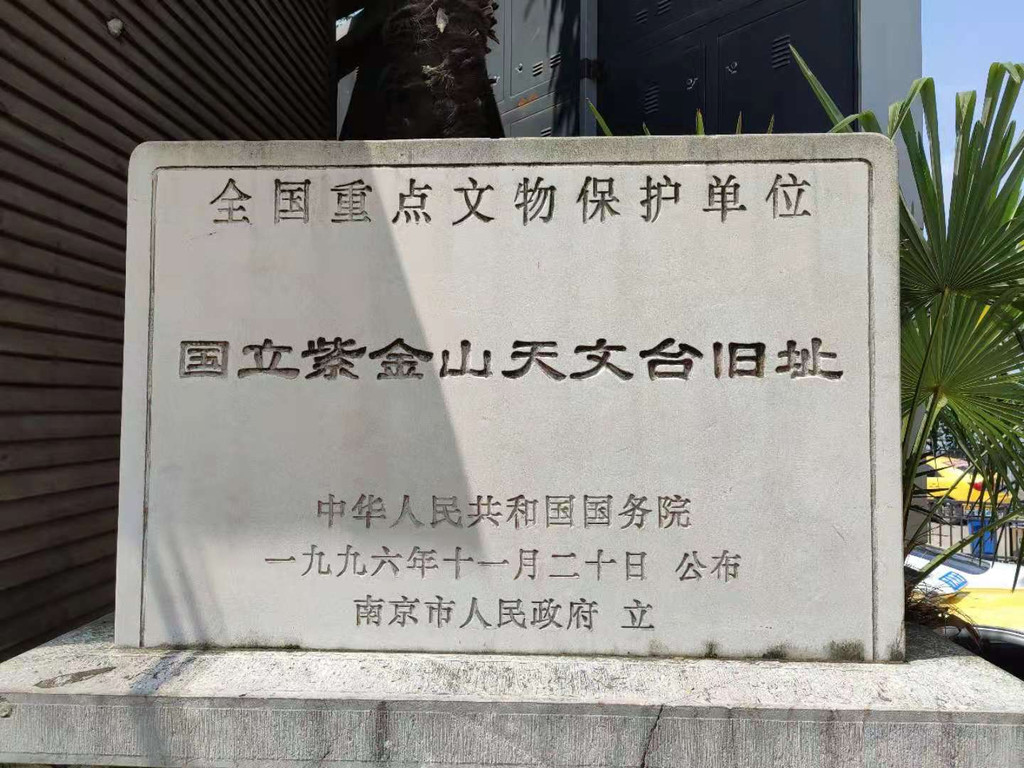 全国重点文物保护单位
国立紫金山天文台旧址
中华人民共和国国务院
一九九六年十一月二十日 公布
南京市人民政府 立